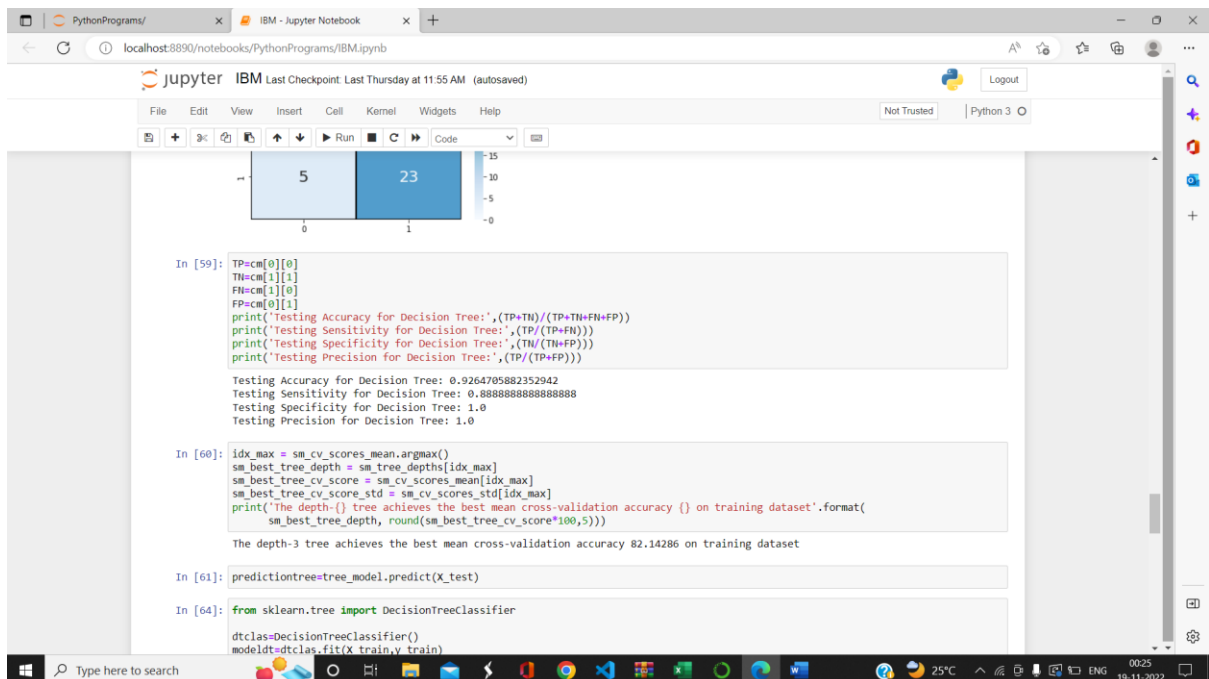 PythonPrograms/
IBM - Jupyter Notebook
localhost:8890/notebooks/PythonPrograms/IBM.ipynb
jupyter IBM Last Checkpoint: Last Thursday at 11:55 AM (autosaved)
Logout
File Edit View Insert Cell Kernel Widgets Help
Not Trusted Python 3
Run Code
15
1 5 23 10
5
0
0 1
In [59]: TP=cm[0][0]
TN=cm[1][1]
FN=cm[1][0]
FP=cm[0][1]
print('Testing Accuracy for Decision Tree:',(TP+TN)/(TP+TN+FN+FP))
print('Testing Sensitivity for Decision Tree:',(TP/(TP+FN)))
print('Testing Specificity for Decision Tree:',(TN/(TN+FP)))
print('Testing Precision for Decision Tree:',(TP/(TP+FP)))
Testing Accuracy for Decision Tree: 0.9264705882352942
Testing Sensitivity for Decision Tree: 0.8888888888888888
Testing Specificity for Decision Tree: 1.0
Testing Precision for Decision Tree: 1.0
In [60]: idx_max = sm_cv_scores_mean.argmax()
sm_best_tree_depth = sm_tree_depths[idx_max]
sm_best_tree_cv_score = sm_cv_scores_mean[idx_max]
sm_best_tree_cv_score_std = sm_cv_scores_std[idx_max]
print('The depth-{} tree achieves the best mean cross-validation accuracy {} on training dataset'.format(
sm_best_tree_depth, round(sm_best_tree_cv_score*100,5)))
The depth-3 tree achieves the best mean cross-validation accuracy 82.14286 on training dataset
In [61]: predictiontree=tree_model.predict(X_test)
In [64]: from sklearn.tree import DecisionTreeClassifier
dtclas=DecisionTreeClassifier()
modeldt=dtclas.fit(X_train,y_train)
Type here to search
25°C ENG 00:25
19-11-2022